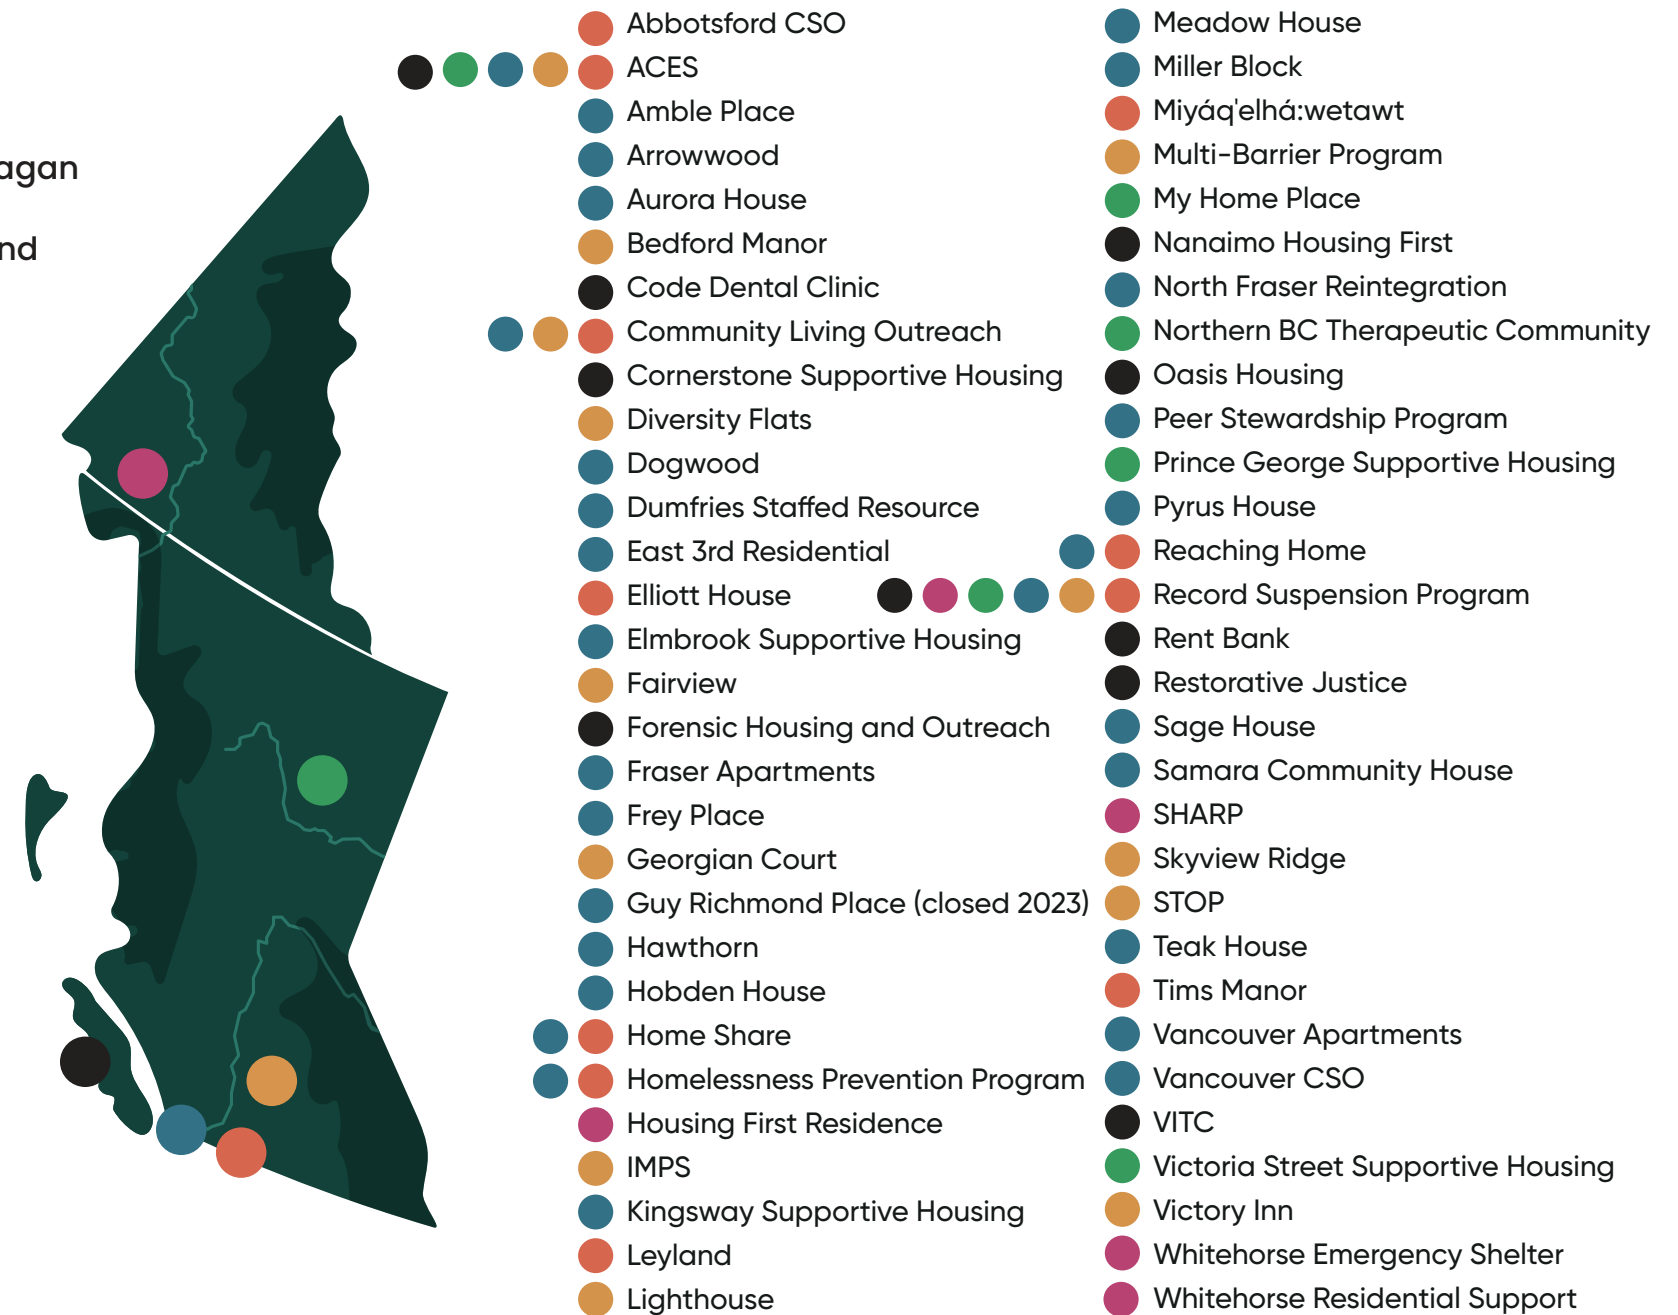 Abbotsford CSO
ACES
Amble Place
Arrowwood
Aurora House
Bedford Manor
Code Dental Clinic
Community Living Outreach
Cornerstone Supportive Housing
Diversity Flats
Dogwood
Dumfries Staffed Resource
East 3rd Residential
Elliott House
Elmbrook Supportive Housing
Fairview
Forensic Housing and Outreach
Fraser Apartments
Frey Place
Georgian Court
Guy Richmond Place (closed 2023)
Hawthorn
Hobden House
Home Share
Homelessness Prevention Program
Housing First Residence
IMPS
Kingsway Supportive Housing
Leyland
Lighthouse
Meadow House
Miller Block
Miyáq'elhá:wetawt
Multi-Barrier Program
My Home Place
Nanaimo Housing First
North Fraser Reintegration
Northern BC Therapeutic Community
Oasis Housing
Peer Stewardship Program
Prince George Supportive Housing
Pyrus House
Reaching Home
Record Suspension Program
Rent Bank
Restorative Justice
Sage House
Samara Community House
SHARP
Skyview Ridge
STOP
Teak House
Tims Manor
Vancouver Apartments
Vancouver CSO
VITC
Victoria Street Supportive Housing
Victory Inn
Whitehorse Emergency Shelter
Whitehorse Residential Support